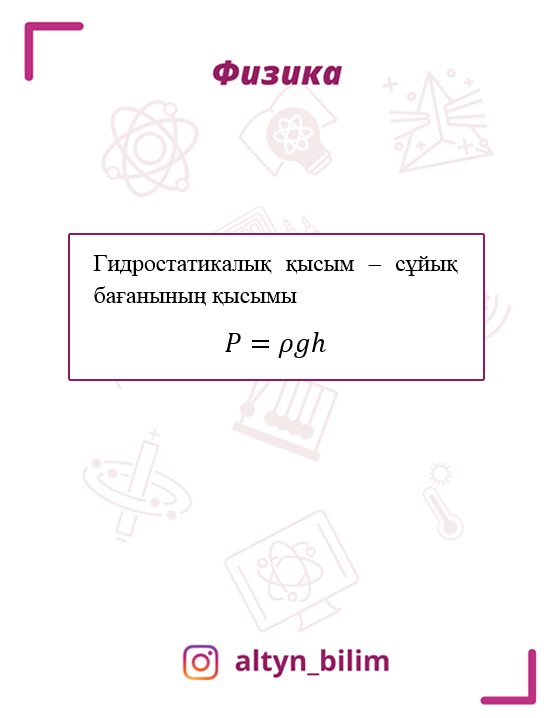 Физика
Гидростатикалық қысым – сұйық
бағанының қысымы
P = ρgh
altyn_bilim